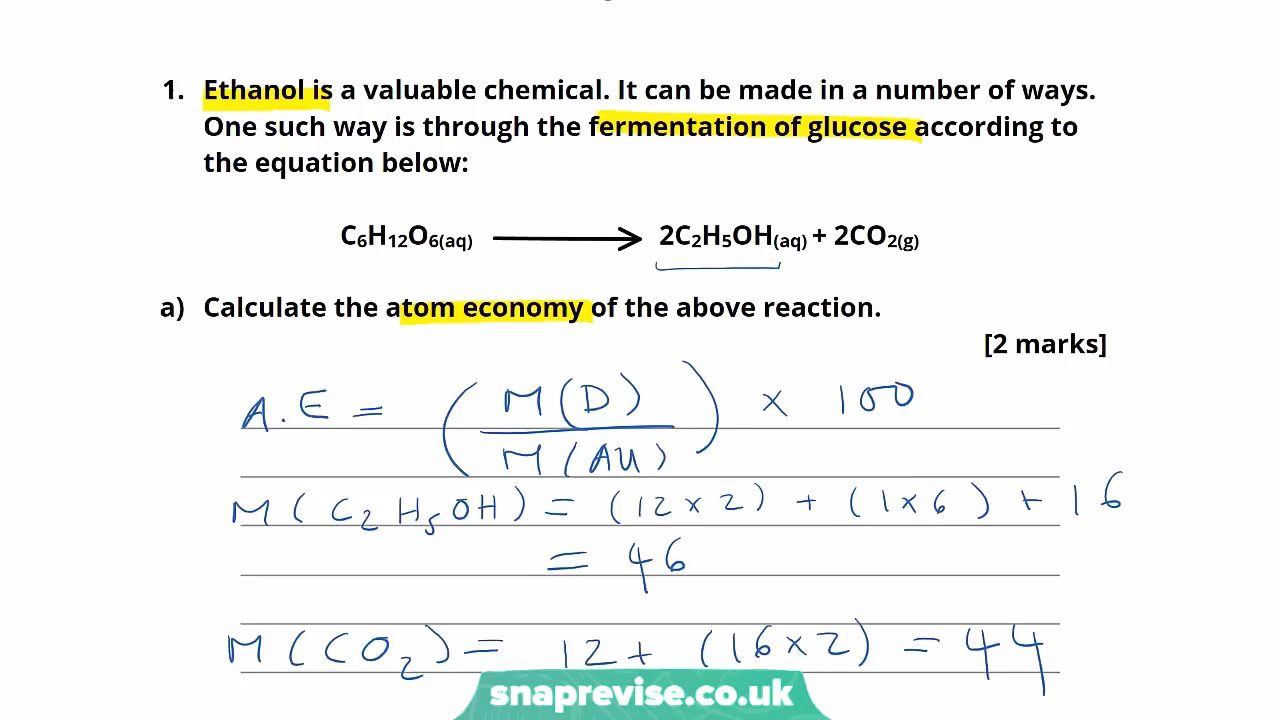 1. Ethanol is a valuable chemical. It can be made in a number of ways.
One such way is through the fermentation of glucose according to
the equation below:
C₆H₁₂O₆(aq) ⟶ 2C₂H₅OH(aq) + 2CO₂(g)
a) Calculate the atom economy of the above reaction.
[2 marks]
A.E = ( M(D) / M(AU) ) × 100
M(C₂H₅OH) = (12×2) + (1×6) + 16
= 46
M(CO₂) = 12 + (16×2) = 44
snaprevise.co.uk